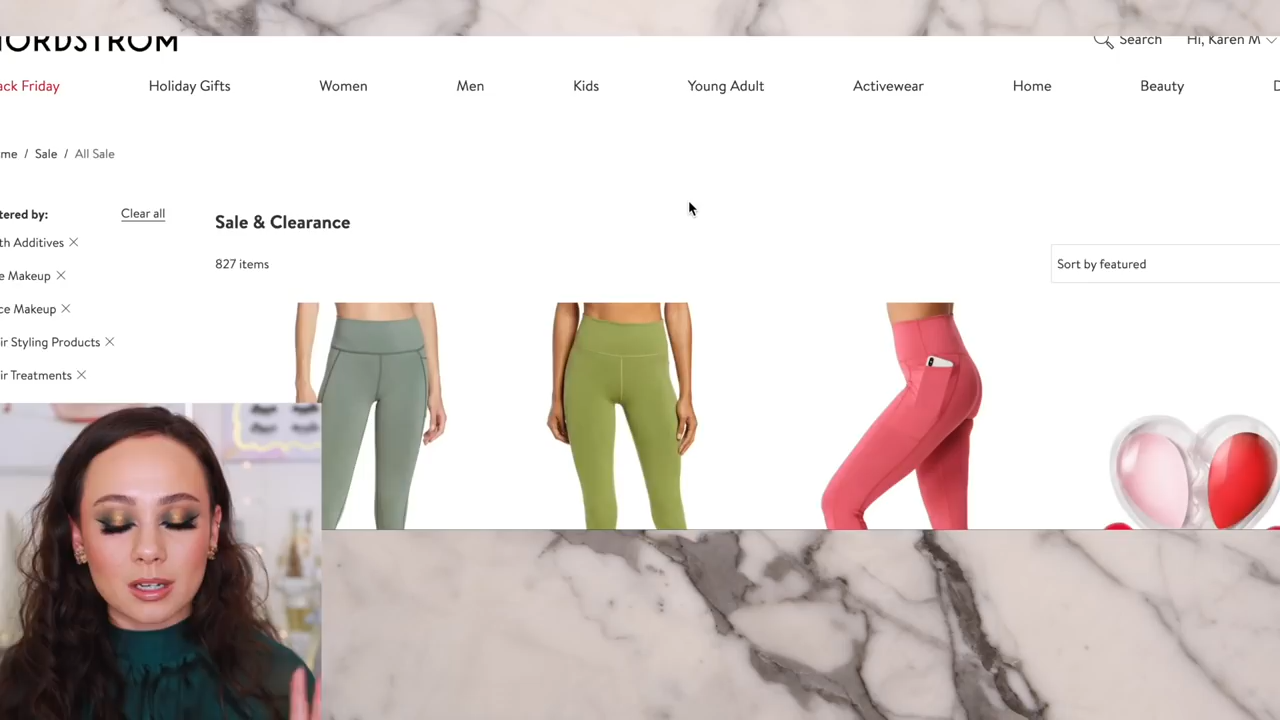 NORDSTROM
Search
Hi, Karen M
ack Friday
Holiday Gifts
Women
Men
Kids
Young Adult
Activewear
Home
Beauty
D
me / Sale / All Sale
tered by:
Clear all
th Additives
e Makeup
ce Makeup
ir Styling Products
ir Treatments
Sale & Clearance
827 items
Sort by featured